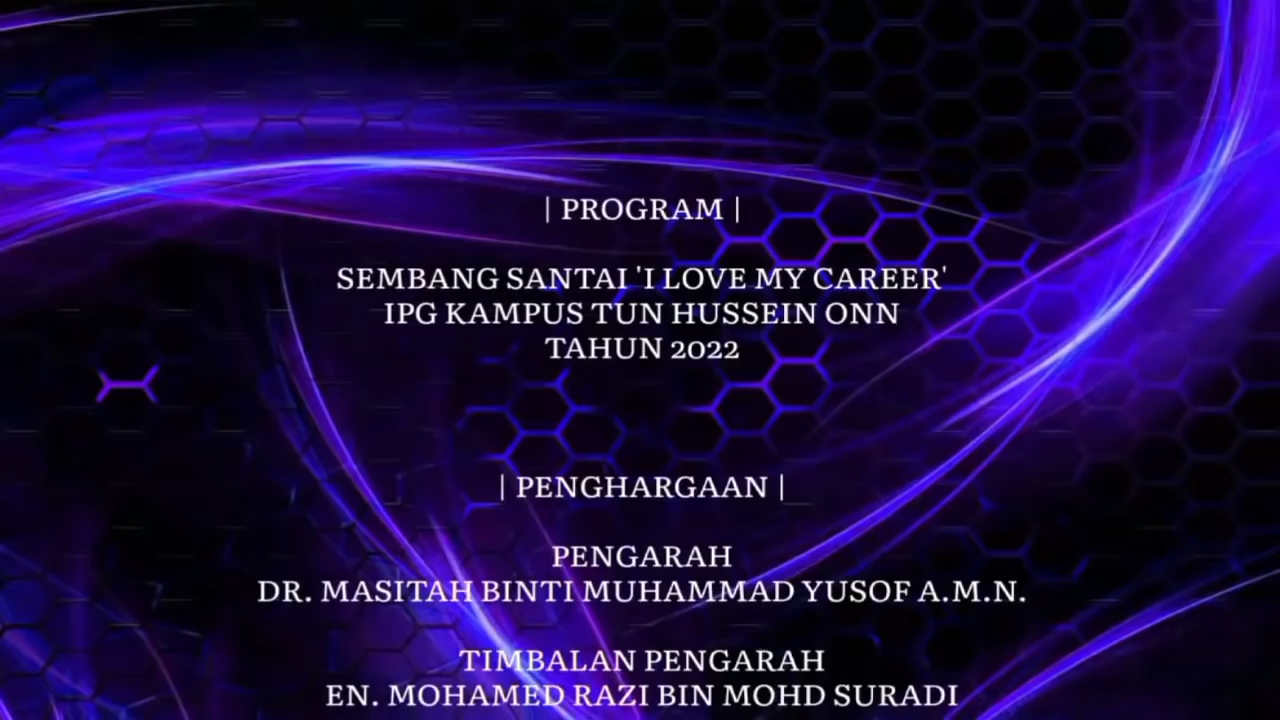 | PROGRAM |
SEMBANG SANTAI 'I LOVE MY CAREER'
IPG KAMPUS TUN HUSSEIN ONN
TAHUN 2022
| PENGHARGAAN |
PENGARAH
DR. MASITAH BINTI MUHAMMAD YUSOF A.M.N.
TIMBALAN PENGARAH
EN. MOHAMED RAZI BIN MOHD SURADI